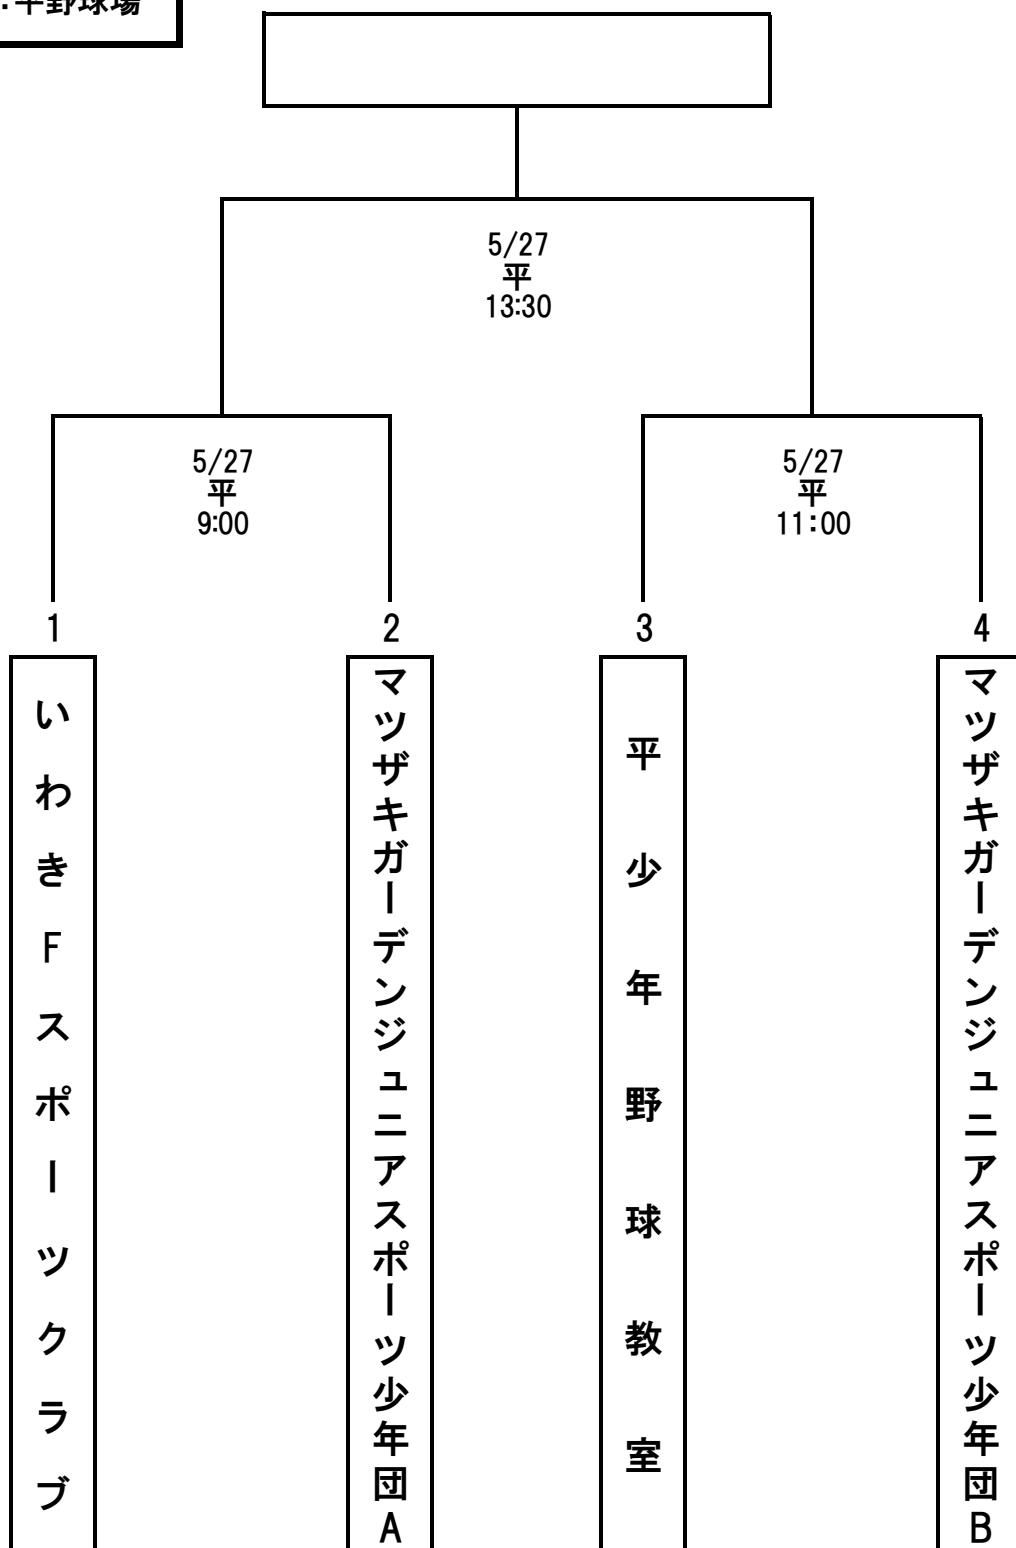 :平野球場
5/27
平
13:30
5/27
平
9:00
5/27
平
11:00
1
2
3
4
いわきFスポーツクラブ
マツザキガーデンジュニアスポーツ少年団A
平少年野球教室
マツザキガーデンジュニアスポーツ少年団B